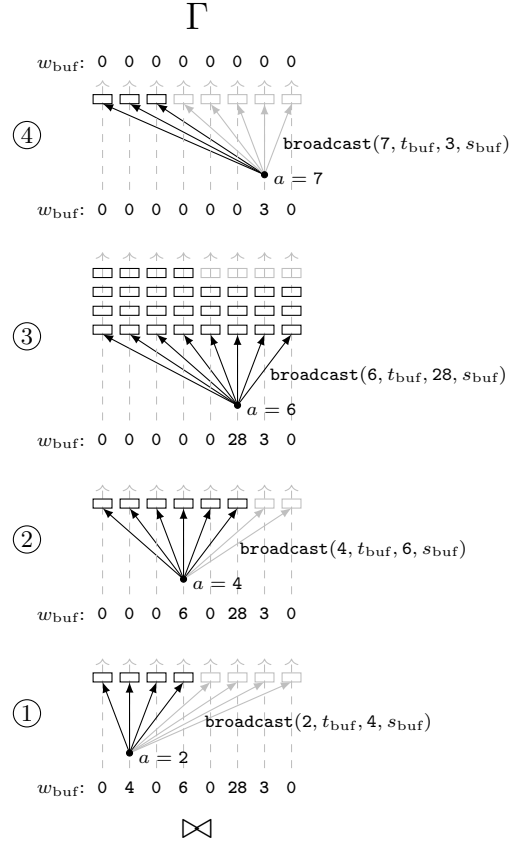 Γ
w_buf: 0 0 0 0 0 0 0 0
④
broadcast(7, t_buf, 3, s_buf)
a = 7
w_buf: 0 0 0 0 0 0 3 0
③
broadcast(6, t_buf, 28, s_buf)
a = 6
w_buf: 0 0 0 0 0 28 3 0
②
broadcast(4, t_buf, 6, s_buf)
a = 4
w_buf: 0 0 0 6 0 28 3 0
①
broadcast(2, t_buf, 4, s_buf)
a = 2
w_buf: 0 4 0 6 0 28 3 0
⋈